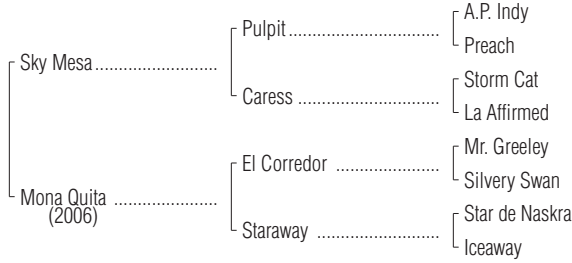 A.P. Indy
Pulpit
Preach
Sky Mesa
Storm Cat
Caress
La Affirmed
Mr. Greeley
El Corredor
Silvery Swan
Mona Quita
(2006)
Star de Naskra
Staraway
Iceaway